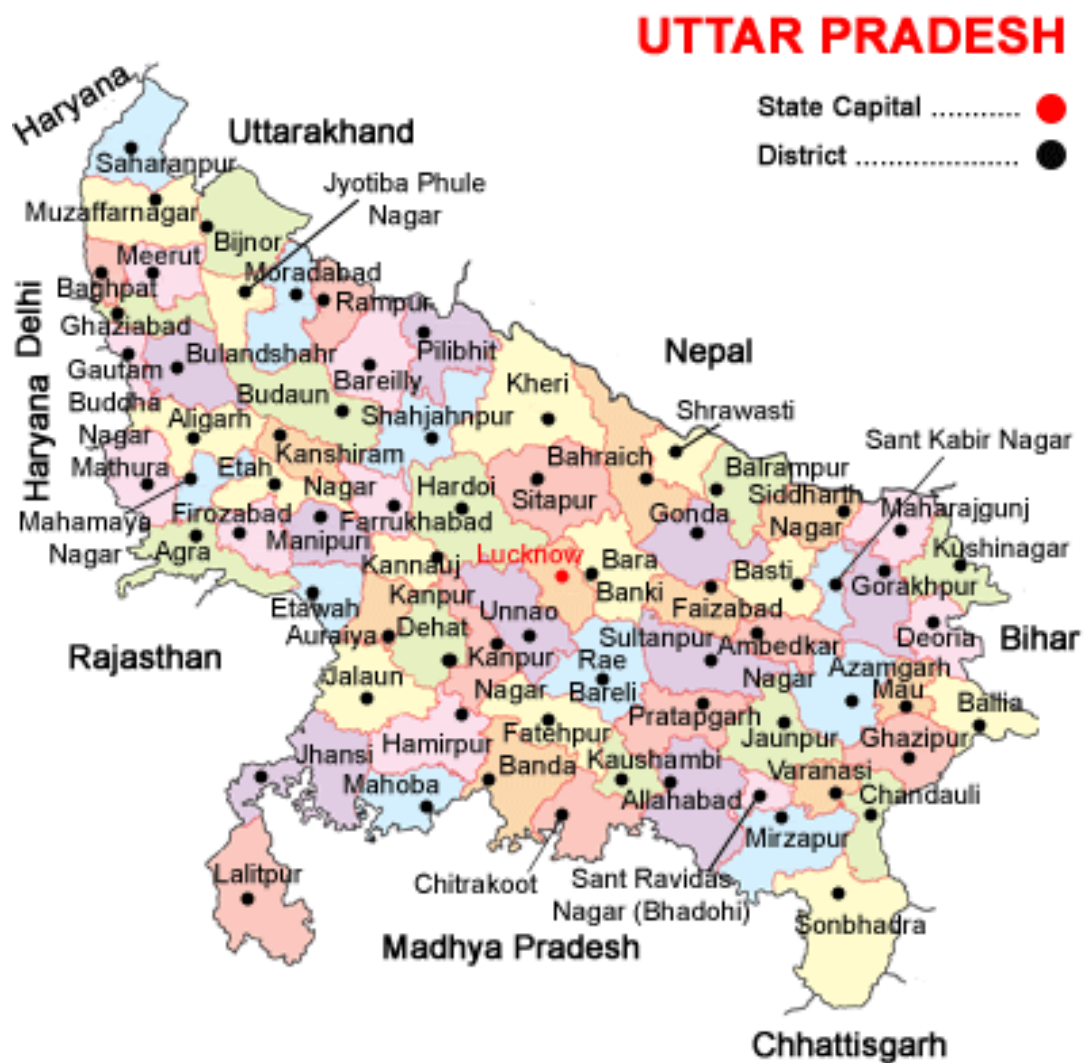 UTTAR PRADESH
State Capital ...........
District .....................
Haryana
Uttarakhand
Saharanpur
Jyotiba Phule
Nagar
Muzaffarnagar
Bijnor
Meerut
Moradabad
Baghpat
Rampur
Haryana Delhi
Ghaziabad
Nepal
Bulandshahr
Pilibhit
Gautam
Buddha
Nagar
Bareilly
Kheri
Budaun
Shrawasti
Aligarh
Shahjahnpur
Sant Kabir Nagar
Kanshiram
Nagar
Bahraich
Mathura
Etah
Balrampur
Hardoi
Sitapur
Siddharth
Nagar
Mahamaya
Nagar
Firozabad
Farrukhabad
Gonda
Maharajgunj
Manipuri
Agra
Kushinagar
Kannauj
Lucknow
Bara
Banki
Basti
Gorakhpur
Etawah
Kanpur
Dehat
Unnao
Faizabad
Auraiya
Sultanpur
Ambedkar
Nagar
Deoria
Bihar
Rajasthan
Kanpur
Nagar
Rae
Bareli
Azamgarh
Jalaun
Mau
Ballia
Pratapgarh
Fatehpur
Jaunpur
Ghazipur
Jhansi
Hamirpur
Banda
Kaushambi
Varanasi
Mahoba
Allahabad
Chandauli
Mirzapur
Lalitpur
Chitrakoot
Sant Ravidas
Nagar (Bhadohi)
Sonbhadra
Madhya Pradesh
Chhattisgarh